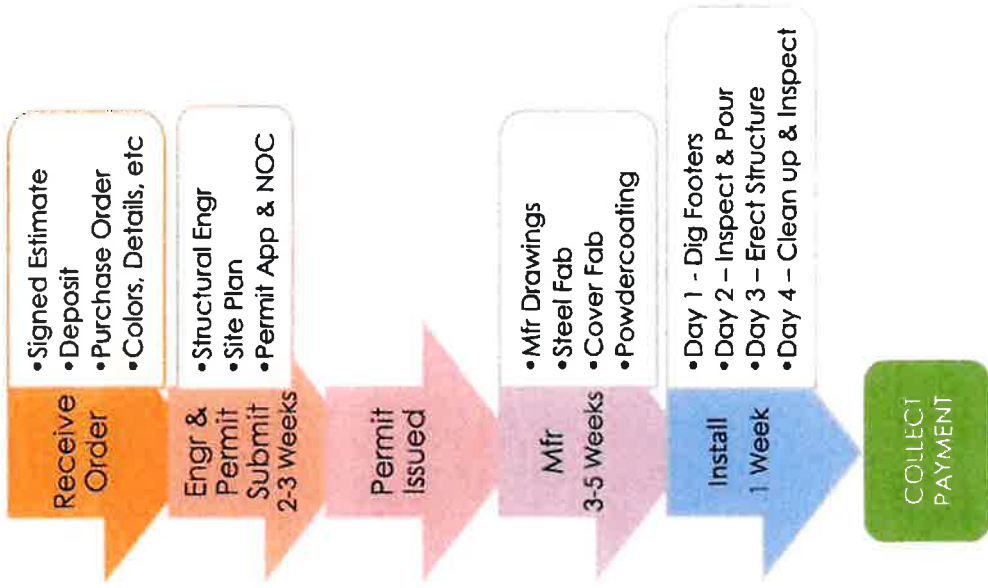 Receive
Order
•Signed Estimate
•Deposit
•Purchase Order
•Colors, Details, etc
Engr &
Permit
Submit
2-3 Weeks
•Structural Engr
•Site Plan
•Permit App & NOC
Permit
Issued
Mfr
3-5 Weeks
•Mfr Drawings
•Steel Fab
•Cover Fab
•Powdercoating
Install
1 Week
•Day 1 - Dig Footers
•Day 2 – Inspect & Pour
•Day 3 – Erect Structure
•Day 4 – Clean up & Inspect
COLLECT
PAYMENT